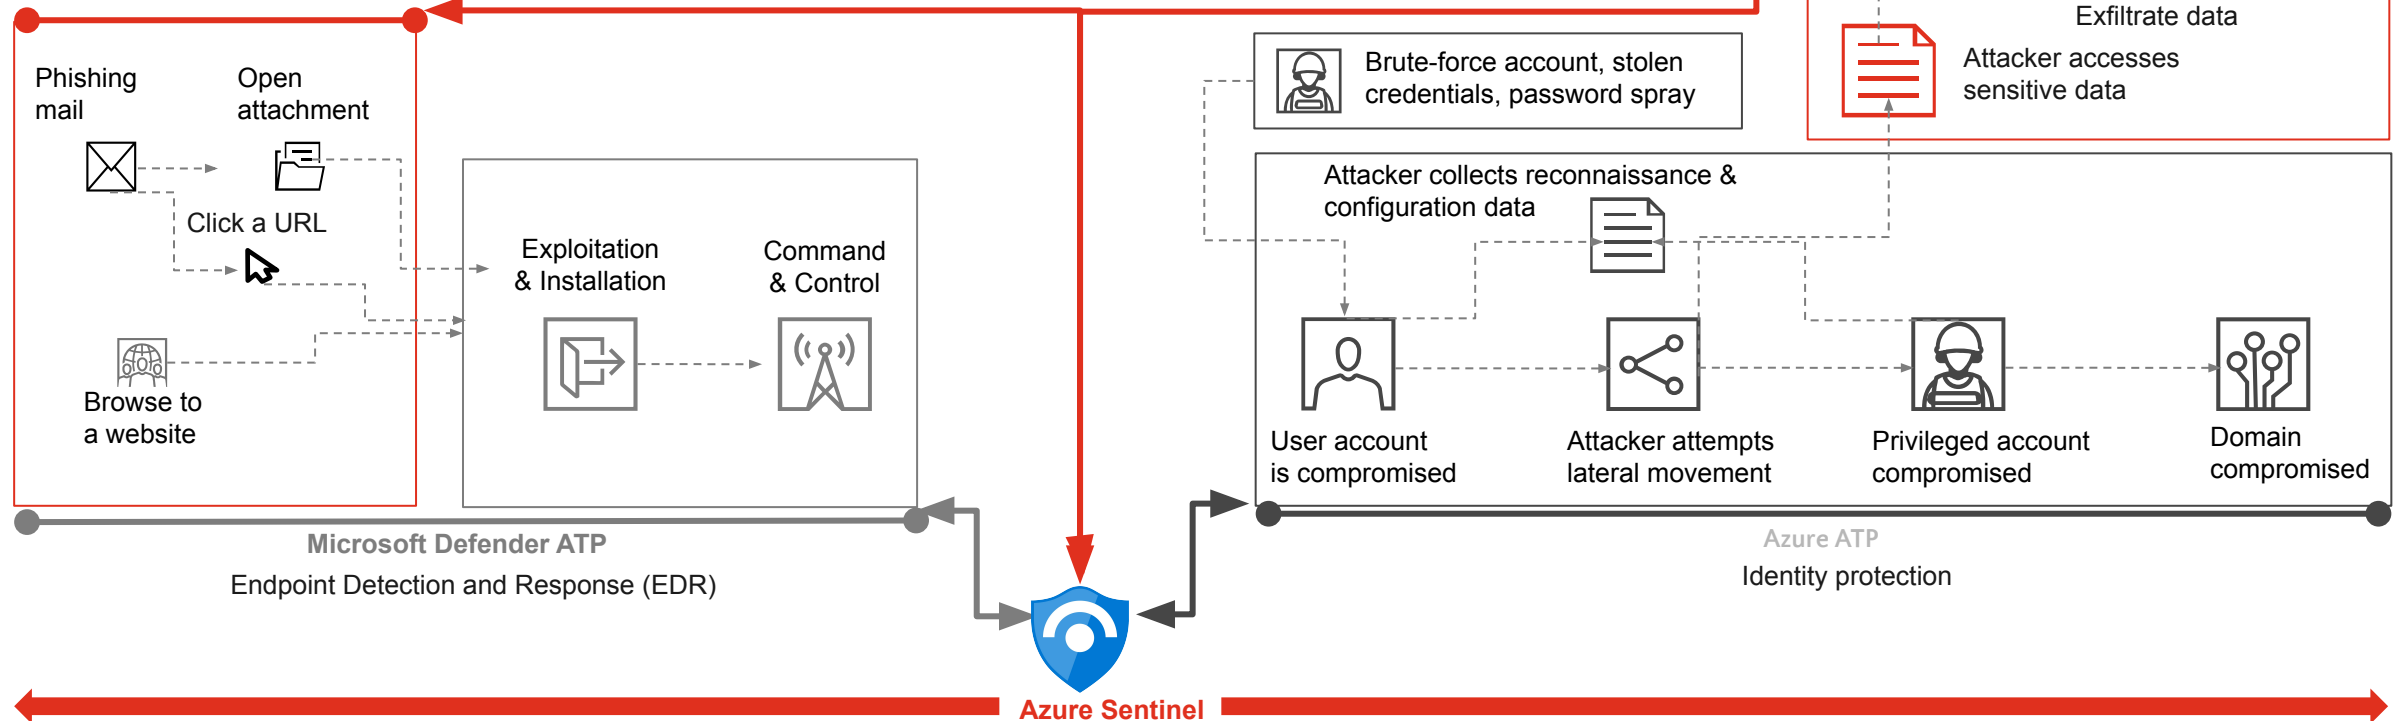 Phishing
mail
Open
attachment
Click a URL
Browse to
a website
Exploitation
& Installation
Command
& Control
Microsoft Defender ATP
Endpoint Detection and Response (EDR)
Exfiltrate data
Attacker accesses
sensitive data
Brute-force account, stolen
credentials, password spray
Attacker collects reconnaissance &
configuration data
User account
is compromised
Attacker attempts
lateral movement
Privileged account
compromised
Domain
compromised
Azure ATP
Identity protection
Azure Sentinel